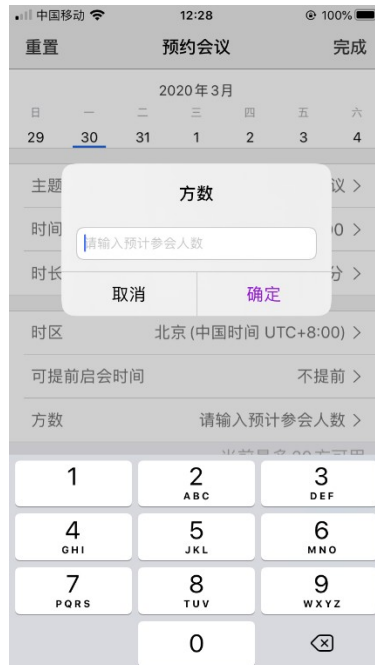 中国移动 12:28 100%
重置 预约会议 完成
2020年3月
日 一 二 三 四 五 六
29 30 31 1 2 3 4
方数
主题 议
请输入预计参会人数
时间 00
时长 分
取消 确定
时区 北京 (中国时间 UTC+8:00)
可提前启会时间 不提前
方数 请输入预计参会人数
1 2 ABC 3 DEF
4 GHI 5 JKL 6 MNO
7 PQRS 8 TUV 9 WXYZ
0